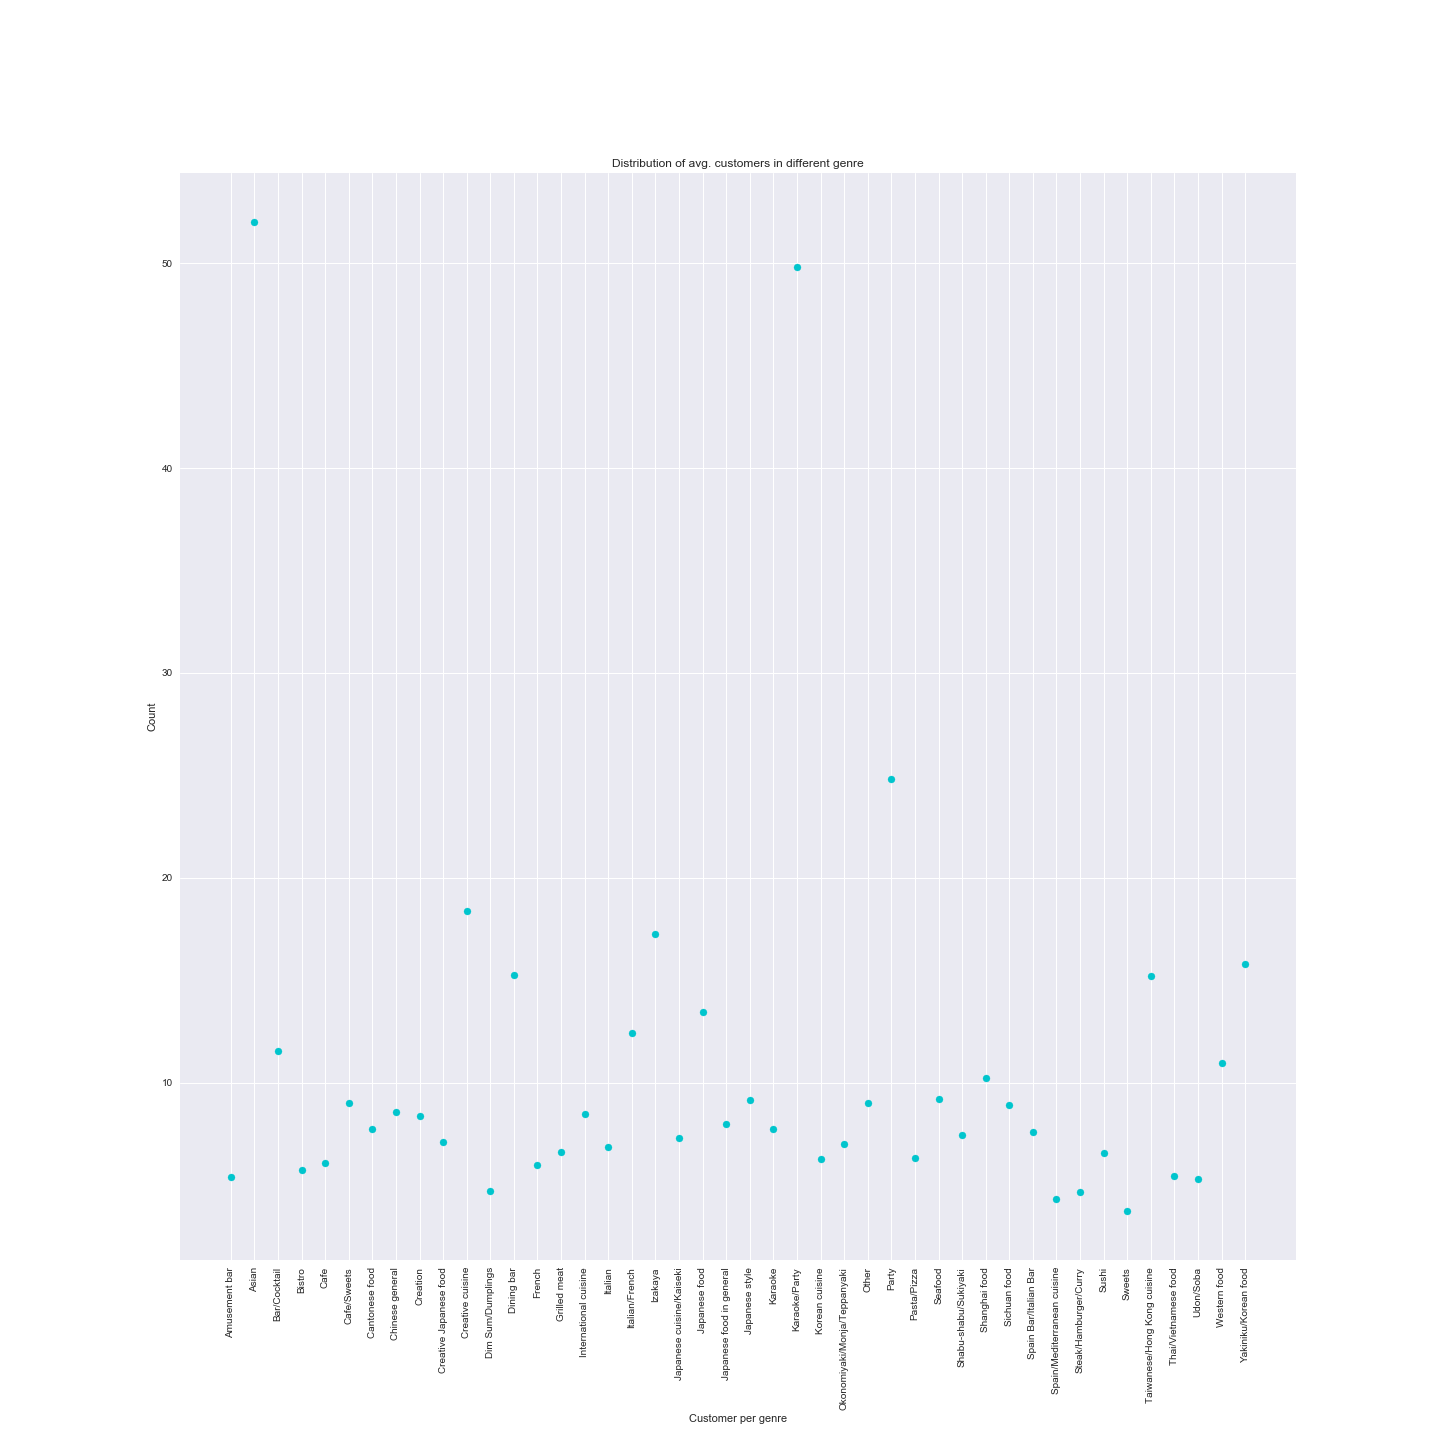 Distribution of avg. customers in different genre
50
40
30
20
10
Count
Amusement bar
Asian
Bar/Cocktail
Bistro
Cafe
Cafe/Sweets
Cantonese food
Chinese general
Creation
Creative Japanese food
Creative cuisine
Dim Sum/Dumplings
Dining bar
French
Grilled meat
International cuisine
Italian
Italian/French
Izakaya
Japanese cuisine/Kaiseki
Japanese food
Japanese food in general
Japanese style
Karaoke
Karaoke/Party
Korean cuisine
Okonomiyaki/Monja/Teppanyaki
Other
Party
Pasta/Pizza
Seafood
Shabu-shabu/Sukiyaki
Shanghai food
Sichuan food
Spain Bar/Italian Bar
Spain/Mediterranean cuisine
Steak/Hamburger/Curry
Sushi
Sweets
Taiwanese/Hong Kong cuisine
Thai/Vietnamese food
Udon/Soba
Western food
Yakiniku/Korean food
Customer per genre